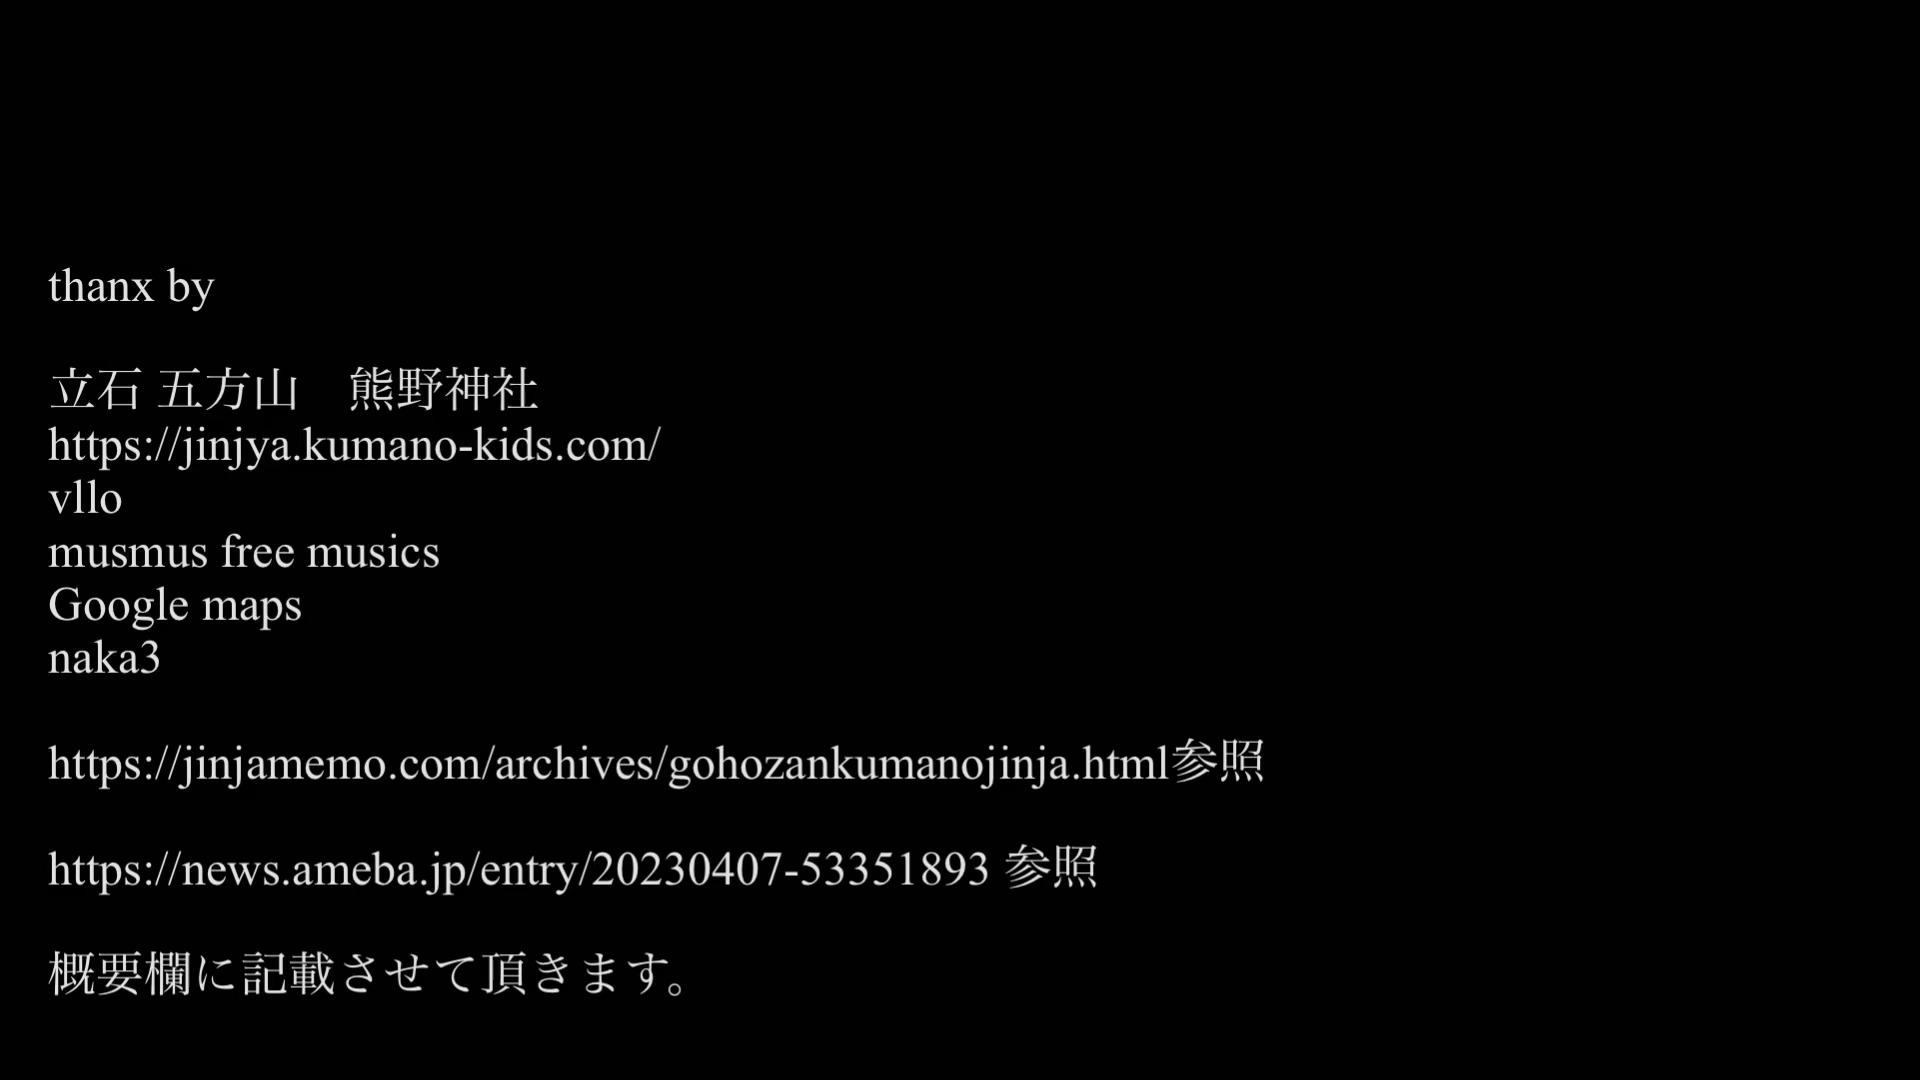 thanx by
立石 五方山　熊野神社
https://jinjya.kumano-kids.com/
vllo
musmus free musics
Google maps
naka3
https://jinjamemo.com/archives/gohozankumanojinja.html参照
https://news.ameba.jp/entry/20230407-53351893 参照
概要欄に記載させて頂きます。